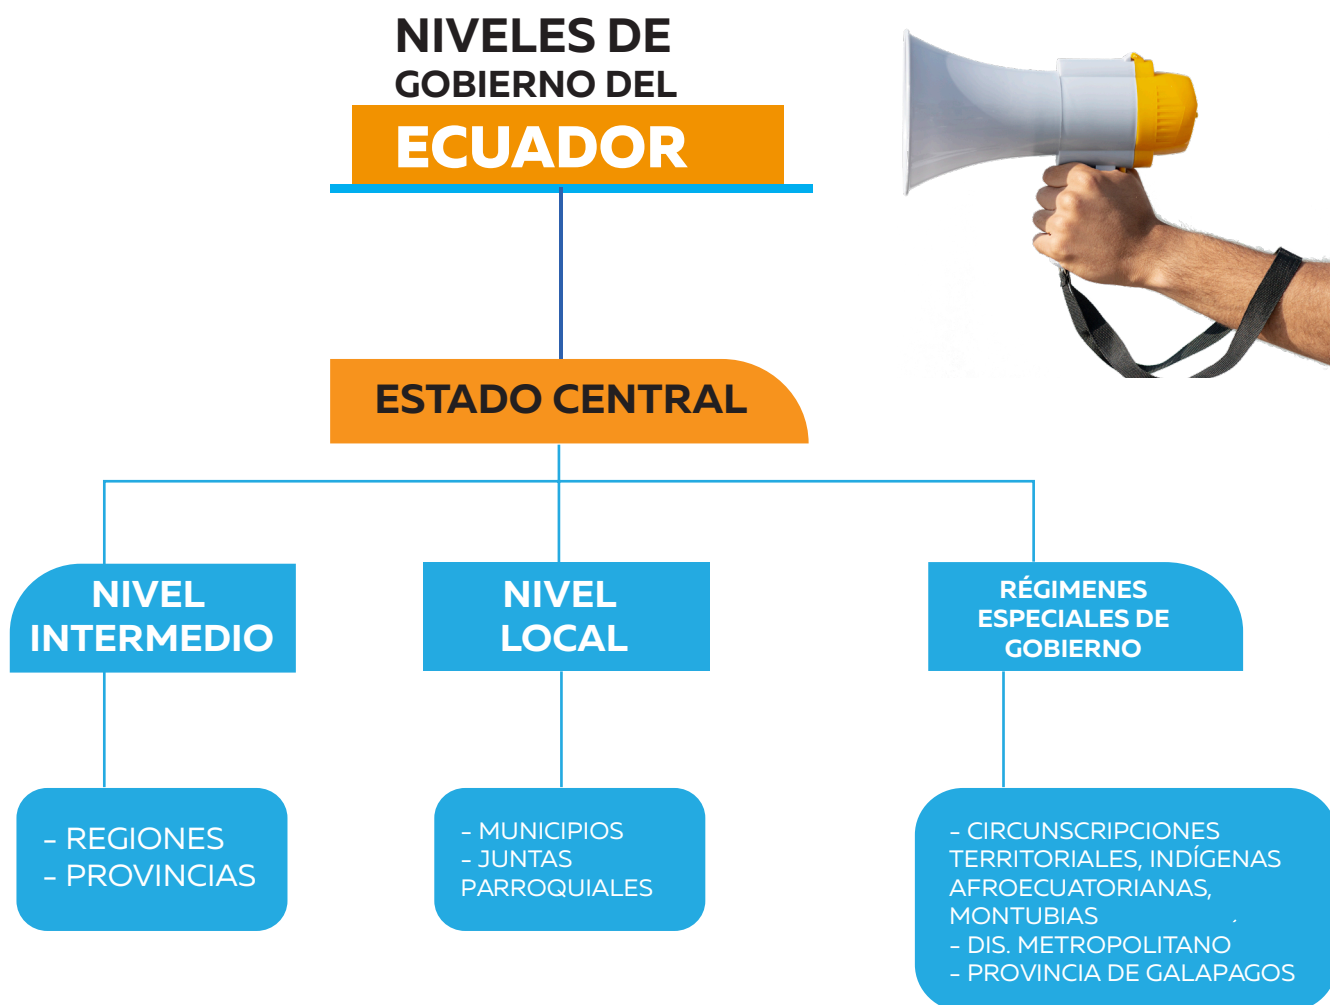 NIVELES DE
GOBIERNO DEL
ECUADOR
ESTADO CENTRAL
NIVEL
INTERMEDIO
NIVEL
LOCAL
RÉGIMENES
ESPECIALES DE
GOBIERNO
- REGIONES
- PROVINCIAS
- MUNICIPIOS
- JUNTAS
PARROQUIALES
- CIRCUNSCRIPCIONES
TERRITORIALES, INDÍGENAS
AFROECUATORIANAS,
MONTUBIAS
- DIS. METROPOLITANO
- PROVINCIA DE GALAPAGOS